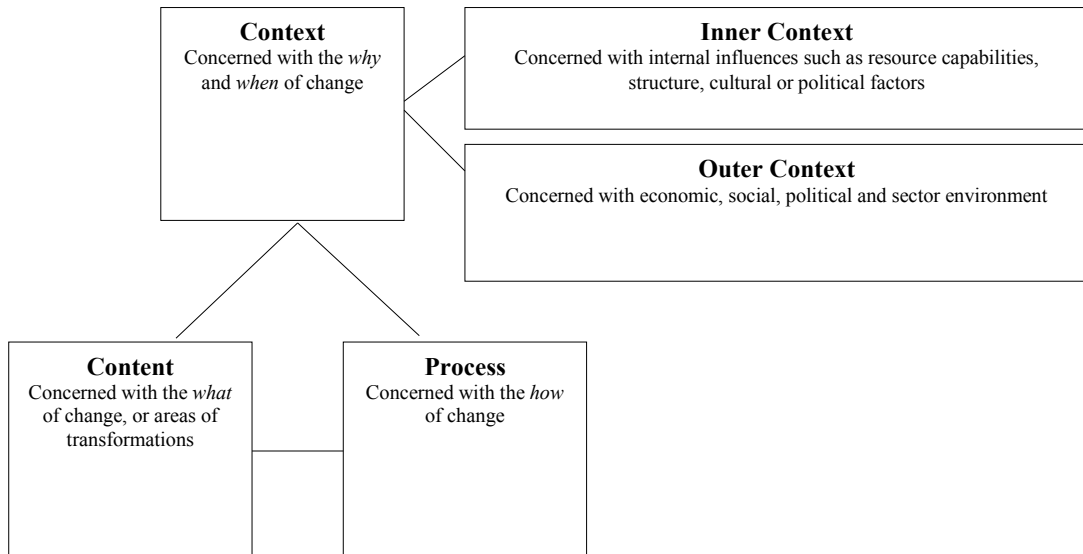 Context
Concerned with the why
and when of change
Inner Context
Concerned with internal influences such as resource capabilities,
structure, cultural or political factors
Outer Context
Concerned with economic, social, political and sector environment
Content
Concerned with the what
of change, or areas of
transformations
Process
Concerned with the how
of change